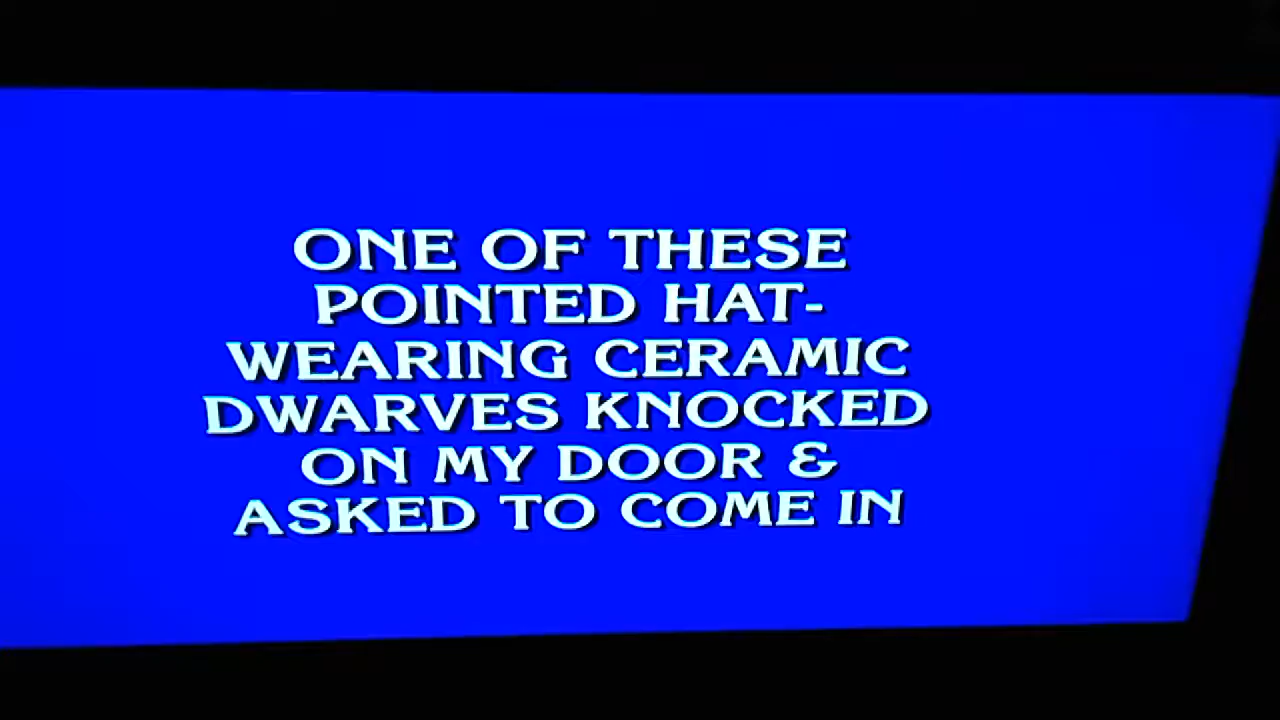 ONE OF THESE
POINTED HAT-
WEARING CERAMIC
DWARVES KNOCKED
ON MY DOOR &
ASKED TO COME IN